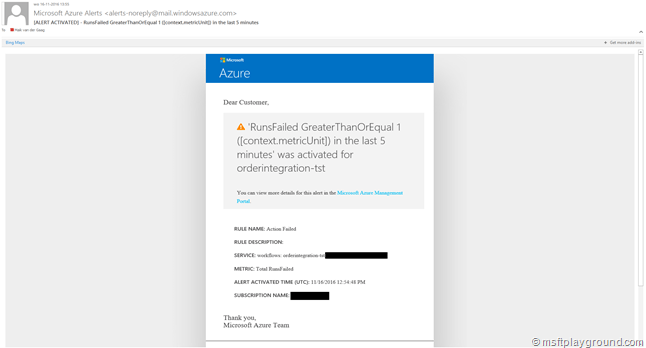 wo 16-11-2016 13:51
Microsoft Azure Alerts <alerts-noreply@mail.windowsazure.com>
[ALERT ACTIVATED] - RunsFailed GreaterThanOrEqual 1 ([context.metricUnit]) in the last 5 minutes
To Maik van der Gaag
Bing Maps
+ Get more add-ins
Microsoft
Azure
Dear Customer,
'RunsFailed GreaterThanOrEqual 1
([context.metricUnit]) in the last 5
minutes' was activated for
orderintegration-tst
You can view more details for this alert in the Microsoft Azure Management
Portal.
RULE NAME: Action Failed
RULE DESCRIPTION:
SERVICE: workflows: orderintegration-tst
METRIC: Total RunsFailed
ALERT ACTIVATED TIME (UTC): 11/16/2016 12:54:48 PM
SUBSCRIPTION NAME:
Thank you,
Microsoft Azure Team
© msftplayground.com